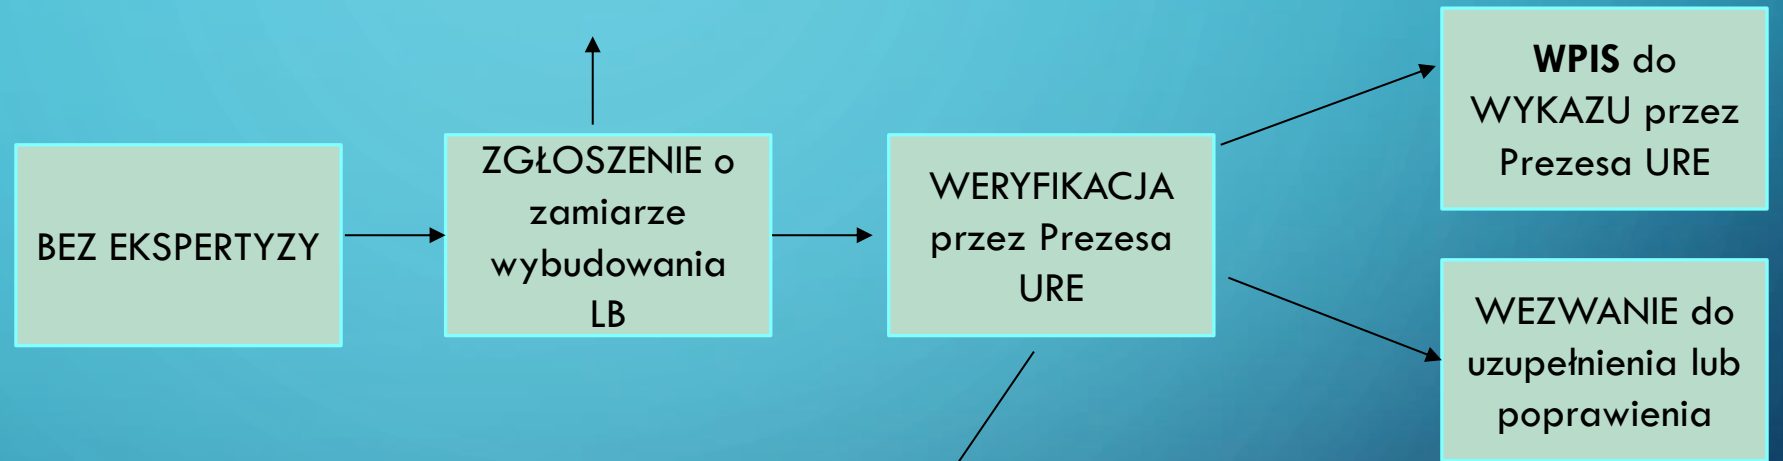 BEZ EKSPERTYZY
ZGŁOSZENIE o
zamiarze
wybudowania
LB
WERYFIKACJA
przez Prezesa
URE
WPIS do
WYKAZU przez
Prezesa URE
WEZWANIE do
uzupełnienia lub
poprawienia